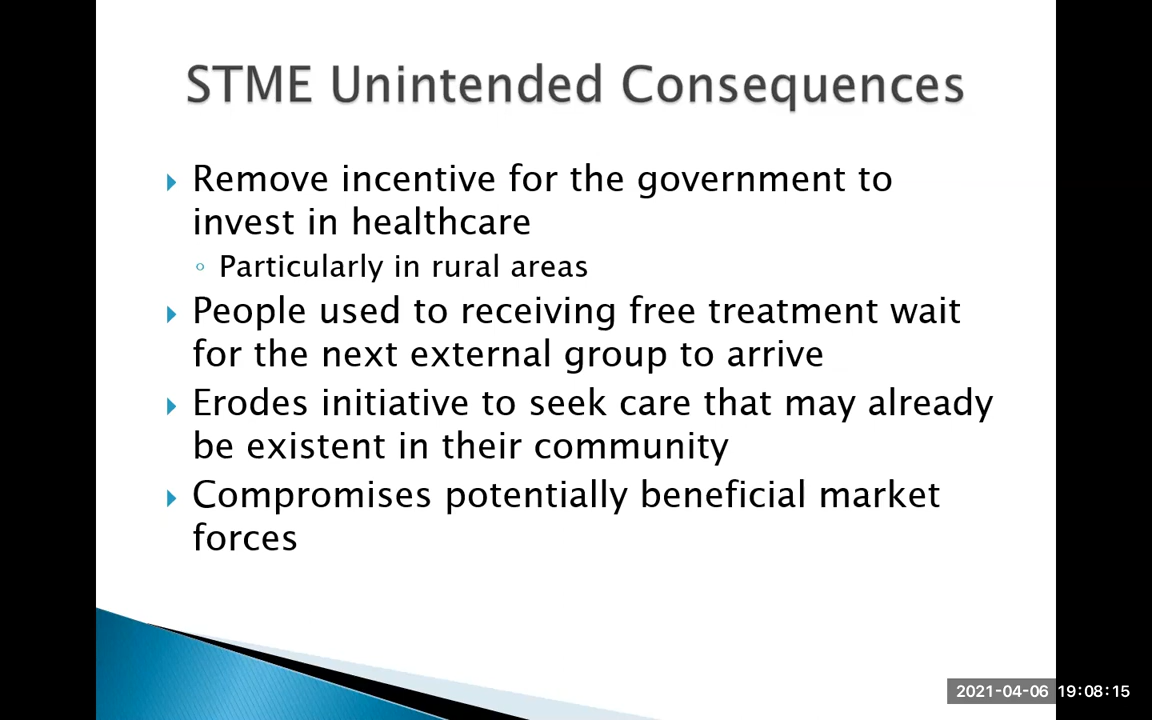 STME Unintended Consequences
Remove incentive for the government to
invest in healthcare
Particularly in rural areas
People used to receiving free treatment wait
for the next external group to arrive
Erodes initiative to seek care that may already
be existent in their community
Compromises potentially beneficial market
forces
2021-04-06 19:08:15